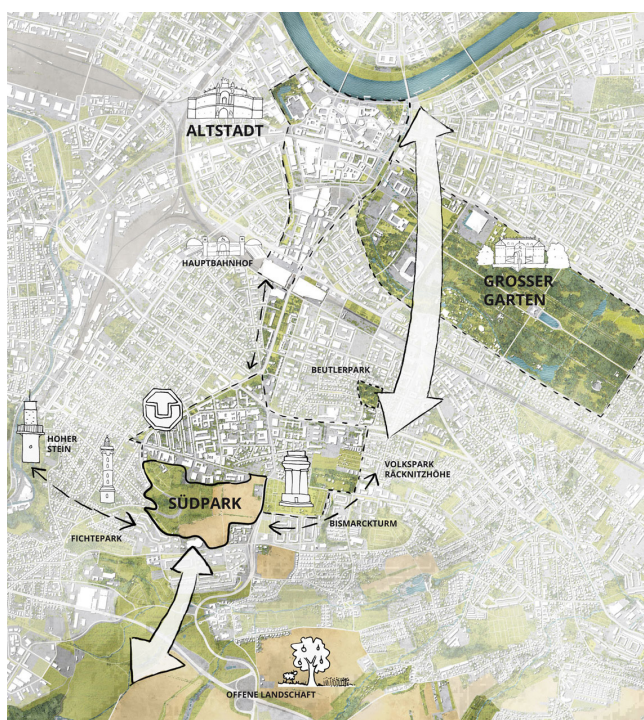 ALTSTADT
HAUPTBAHNHOF
GROSSER
GARTEN
BEUTLERPARK
HOHER
STEIN
VOLKSPARK
RÄCKNITZHÖHE
SÜDPARK
BISMARCKTURM
FICHTEPARK
OFFENE LANDSCHAFT